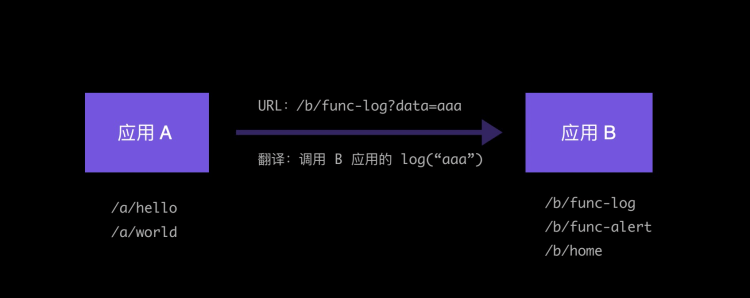 URL：/b/func-log?data=aaa
应用 A
应用 B
翻译：调用 B 应用的 log(“aaa”)
/a/hello
/a/world
/b/func-log
/b/func-alert
/b/home